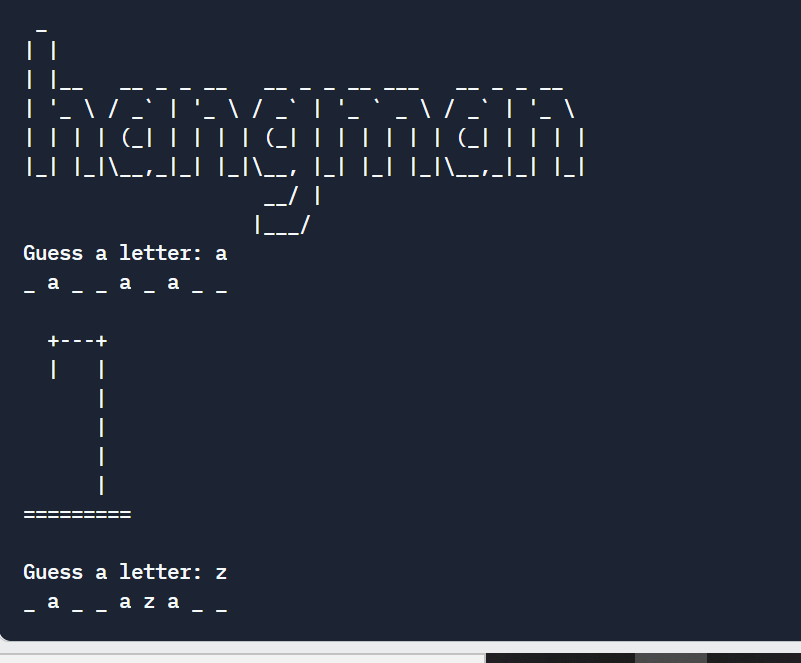 _
| |
| |__   __ _ _ __   __ _ _ __ ___   __ _ _ __
| '_ \ / _` | '_ \ / _` | '_ ` _ \ / _` | '_ \
| | | | (_| | | | | (_| | | | | | | (_| | | | |
|_| |_|\__,_|_| |_|\__, |_| |_| |_|\__,_|_| |_|
                    __/ |
                   |___/
Guess a letter: a
_ a _ _ a _ a _ _
  +---+
  |   |
      |
      |
      |
      |
=========
Guess a letter: z
_ a _ _ a z a _ _